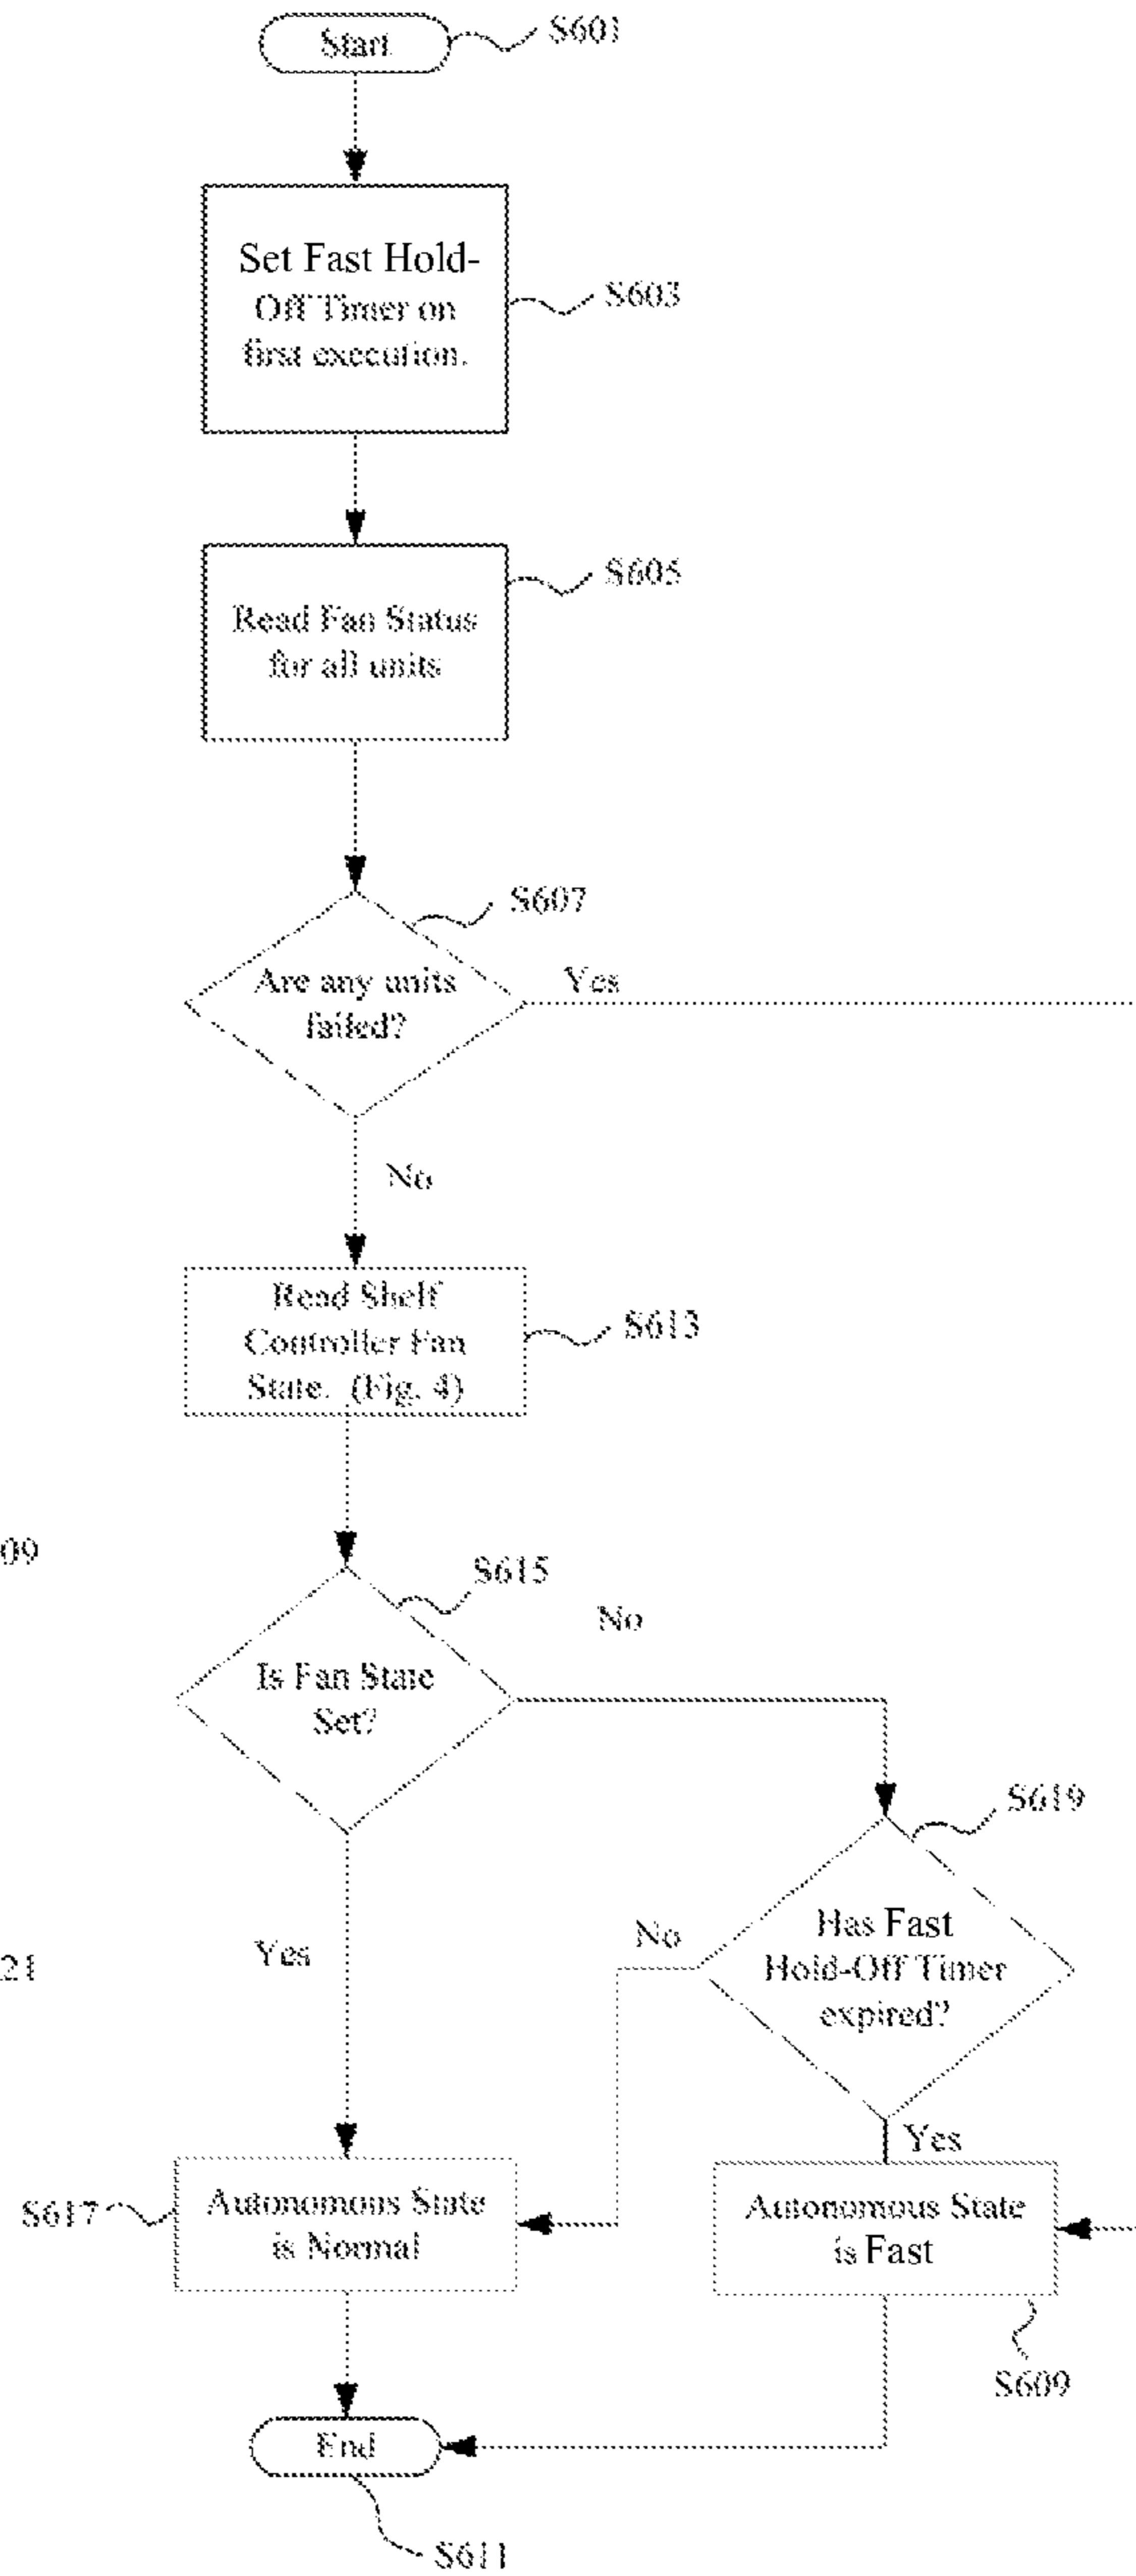 Start
S601
Set Fast Hold-
Off Timer on
first execution.
S603
Read Fan Status
for all units
S605
S607
Are any units
failed?
Yes
No
Read Shelf
Controller Fan
State. (Fig. 4)
S613
09
S615
No
Is Fan State
Set?
S619
Has Fast
Hold-Off Timer
expired?
No
Yes
21
Yes
S617
Autonomous State
is Normal
Autonomous State
is Fast
S609
End
S611